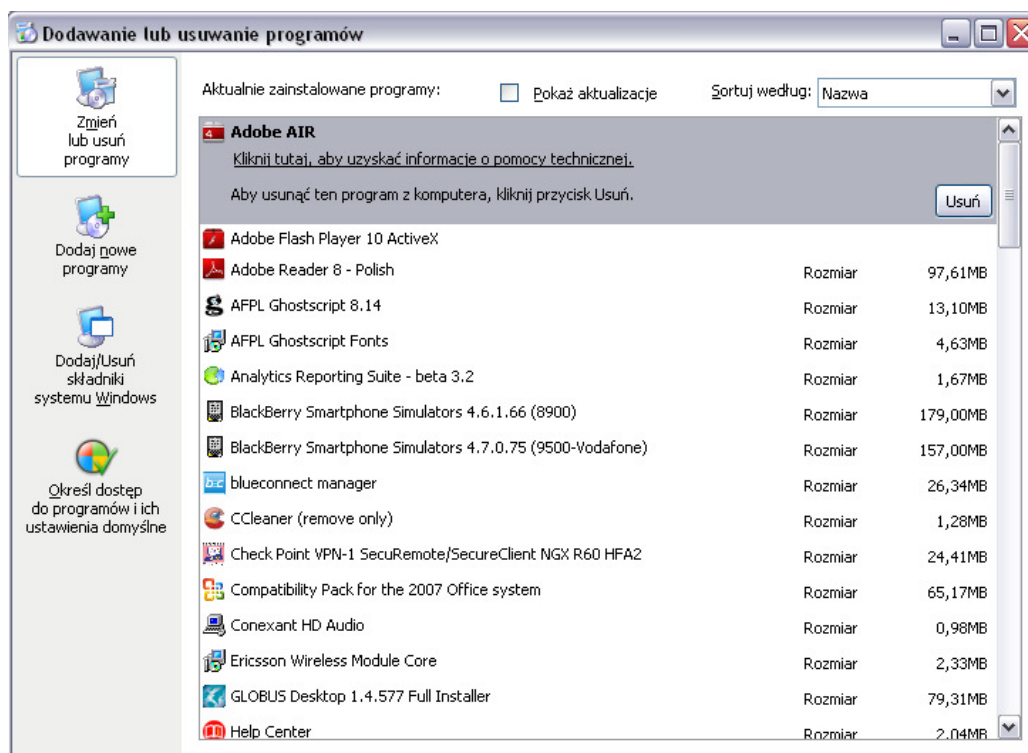 Dodawanie lub usuwanie programów
Zmień
lub usuń
programy
Dodaj nowe
programy
Dodaj/Usuń
składniki
systemu Windows
Określ dostęp
do programów i ich
ustawienia domyślne
Aktualnie zainstalowane programy:
Pokaż aktualizacje
Sortuj według: Nazwa
Adobe AIR
Kliknij tutaj, aby uzyskać informacje o pomocy technicznej.
Aby usunąć ten program z komputera, kliknij przycisk Usuń.
Usuń
Adobe Flash Player 10 ActiveX
Adobe Reader 8 - Polish Rozmiar 97,61MB
AFPL Ghostscript 8.14 Rozmiar 13,10MB
AFPL Ghostscript Fonts Rozmiar 4,63MB
Analytics Reporting Suite - beta 3.2 Rozmiar 1,67MB
BlackBerry Smartphone Simulators 4.6.1.66 (8900) Rozmiar 179,00MB
BlackBerry Smartphone Simulators 4.7.0.75 (9500-Vodafone) Rozmiar 157,00MB
b·c blueconnect manager Rozmiar 26,34MB
CCleaner (remove only) Rozmiar 1,28MB
Check Point VPN-1 SecuRemote/SecureClient NGX R60 HFA2 Rozmiar 24,41MB
Compatibility Pack for the 2007 Office system Rozmiar 65,17MB
Conexant HD Audio Rozmiar 0,98MB
Ericsson Wireless Module Core Rozmiar 2,33MB
GLOBUS Desktop 1.4.577 Full Installer Rozmiar 79,31MB
Help Center Rozmiar 2,04MB